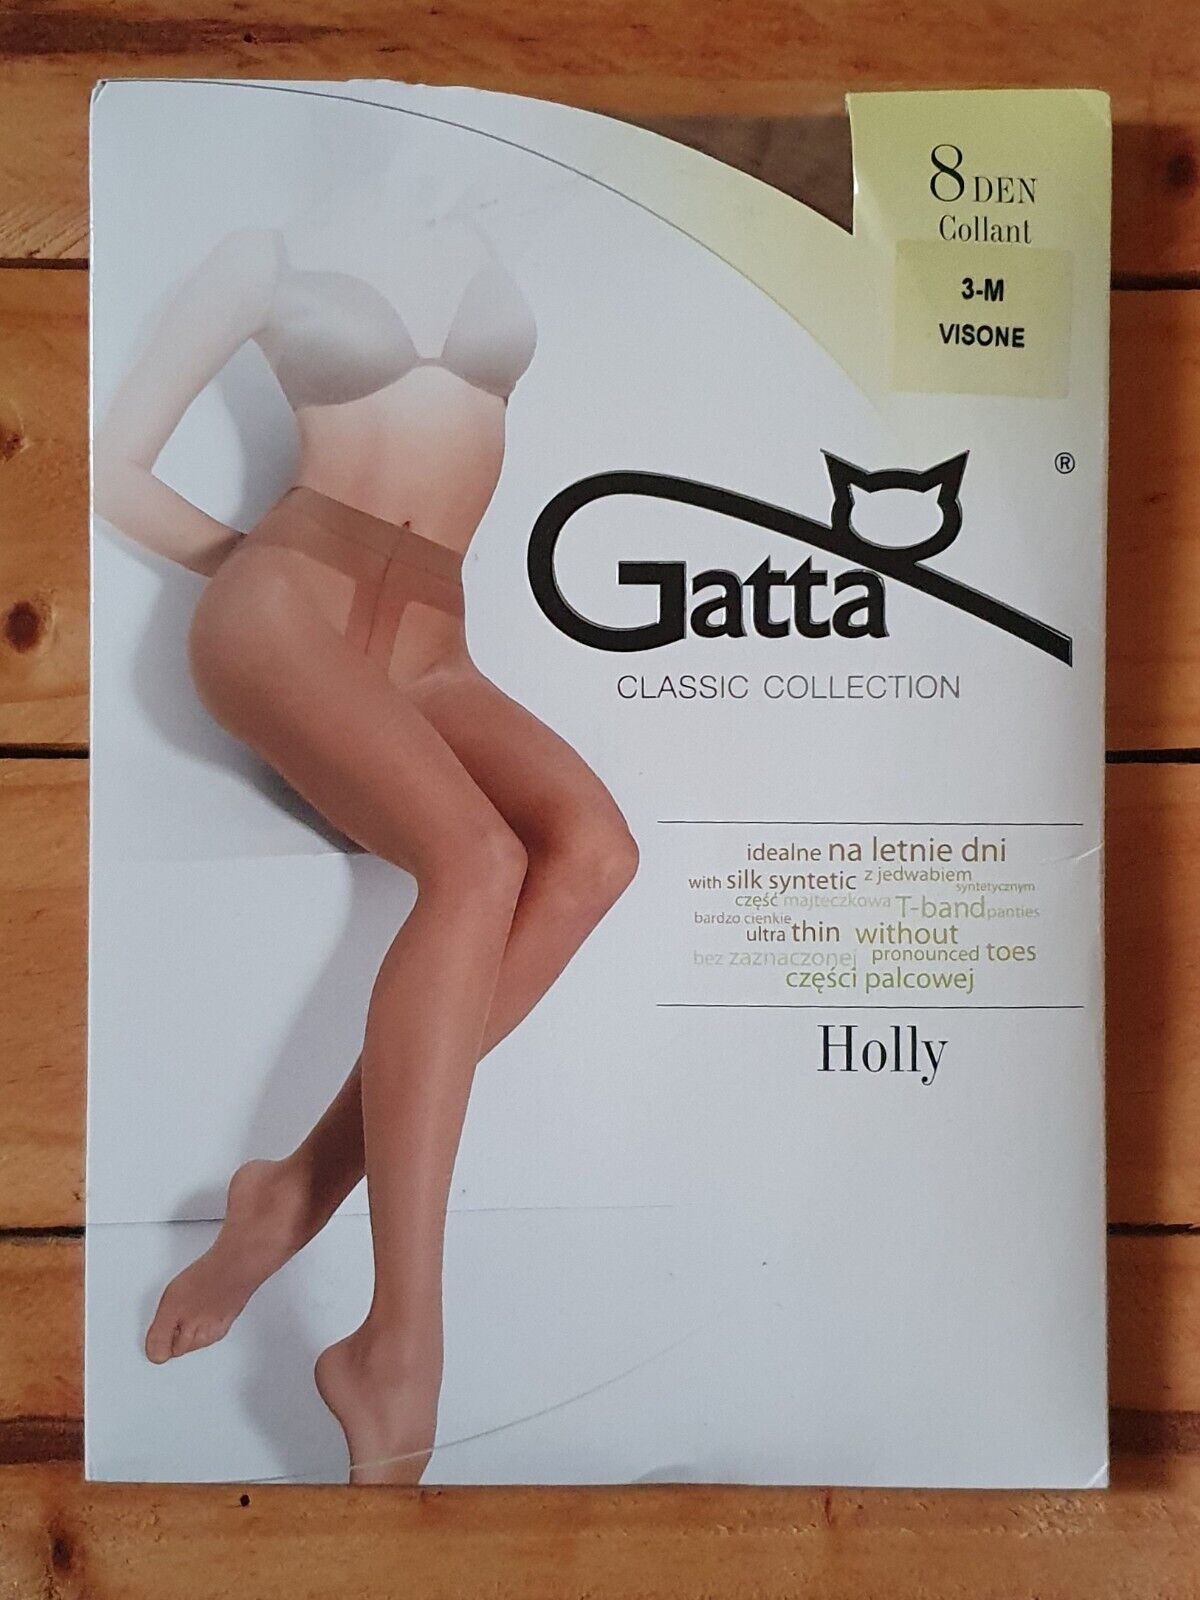 8 DEN
Collant
3-M
VISONE
®
Gatta
CLASSIC COLLECTION
idealne na letnie dni
with silk syntetic z jedwabiem
syntetycznym
część majteczkowa T-band panties
bardzo cienkie
ultra thin without
bez zaznaczonej pronounced toes
części palcowej
Holly